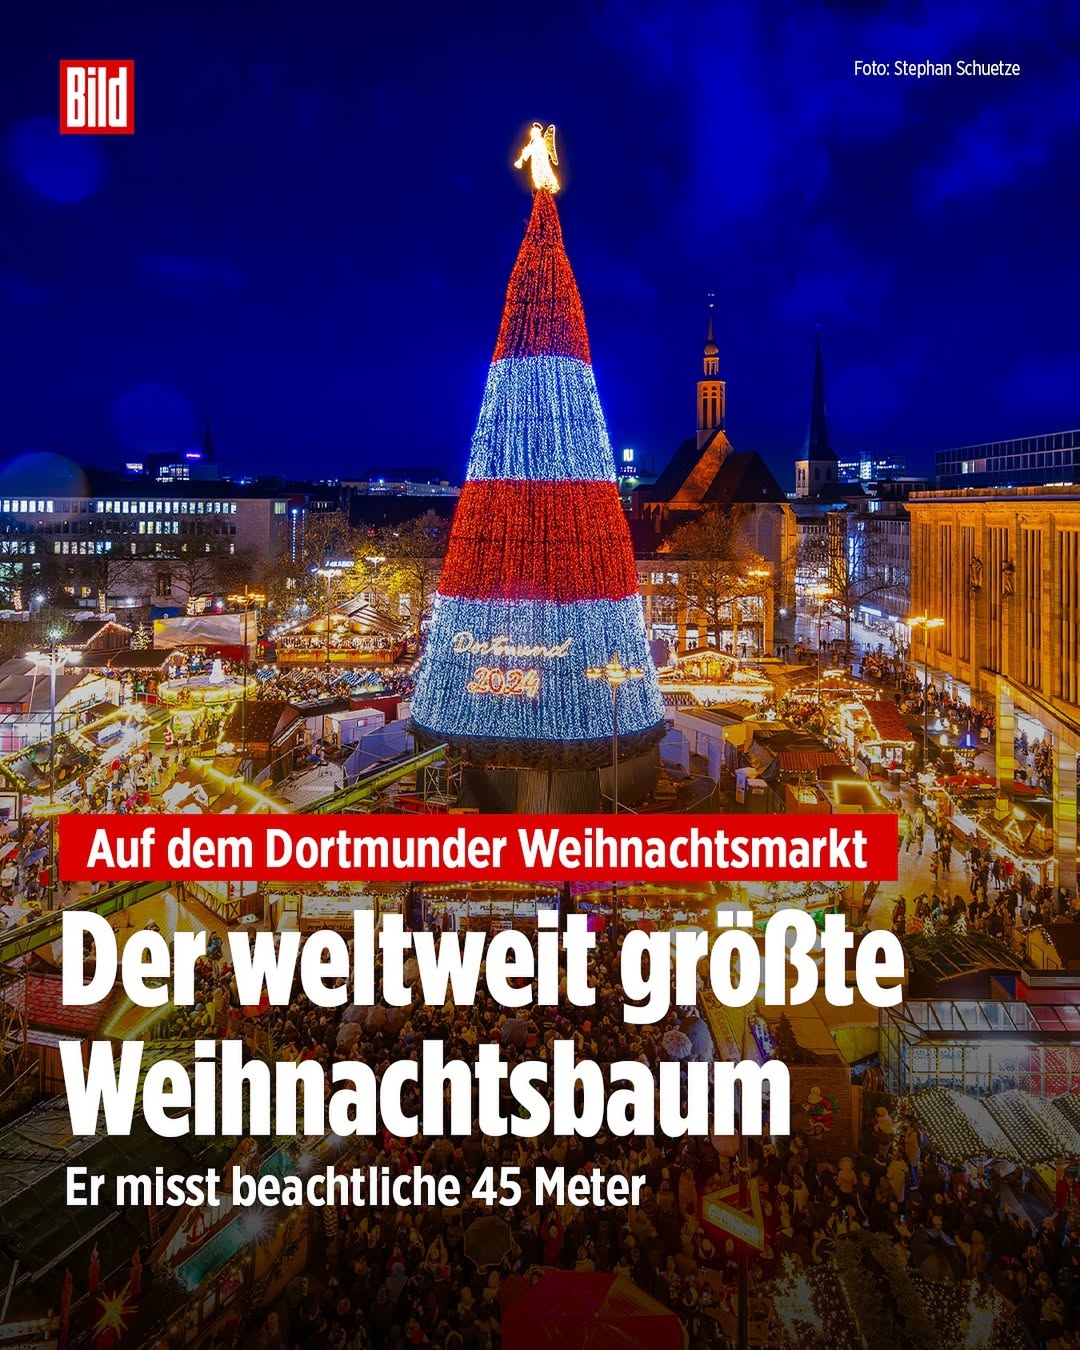 Bild
Foto: Stephan Schuetze
Dortmund
2024
Auf dem Dortmunder Weihnachtsmarkt
Der weltweit größte
Weihnachtsbaum
Er misst beachtliche 45 Meter